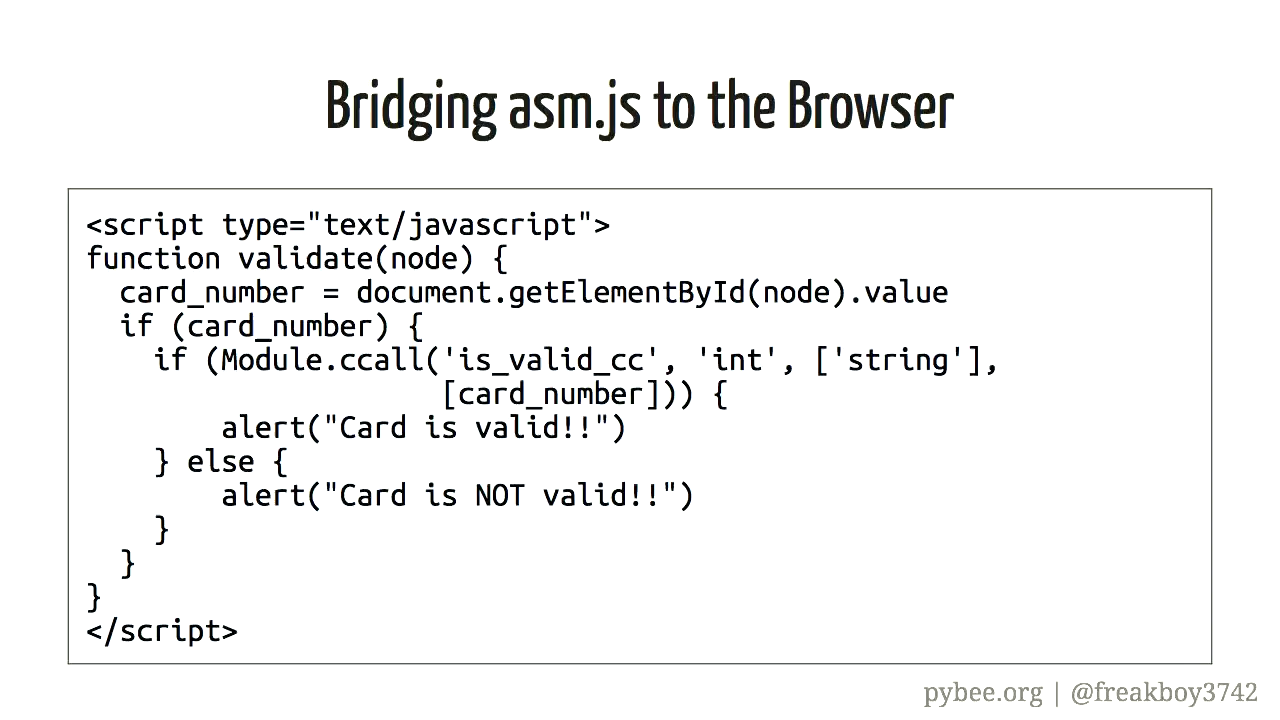 Bridging asm.js to the Browser
<script type="text/javascript">
function validate(node) {
  card_number = document.getElementById(node).value
  if (card_number) {
    if (Module.ccall('is_valid_cc', 'int', ['string'],
                     [card_number])) {
        alert("Card is valid!!")
    } else {
        alert("Card is NOT valid!!")
    }
  }
}
</script>
pybee.org | @freakboy3742